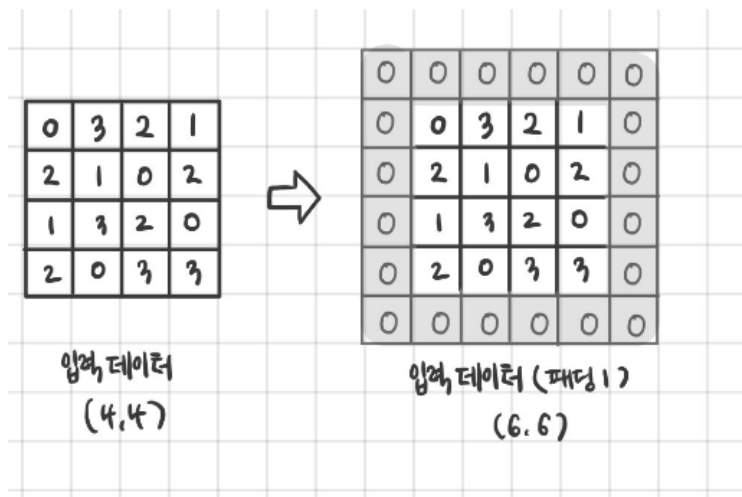 0 3 2 1
2 1 0 2
1 3 2 0
2 0 3 3
입력 데이터
(4,4)
0 0 0 0 0 0
0 0 3 2 1 0
0 2 1 0 2 0
0 1 3 2 0 0
0 2 0 3 3 0
0 0 0 0 0 0
입력 데이터 (패딩 1)
(6.6)